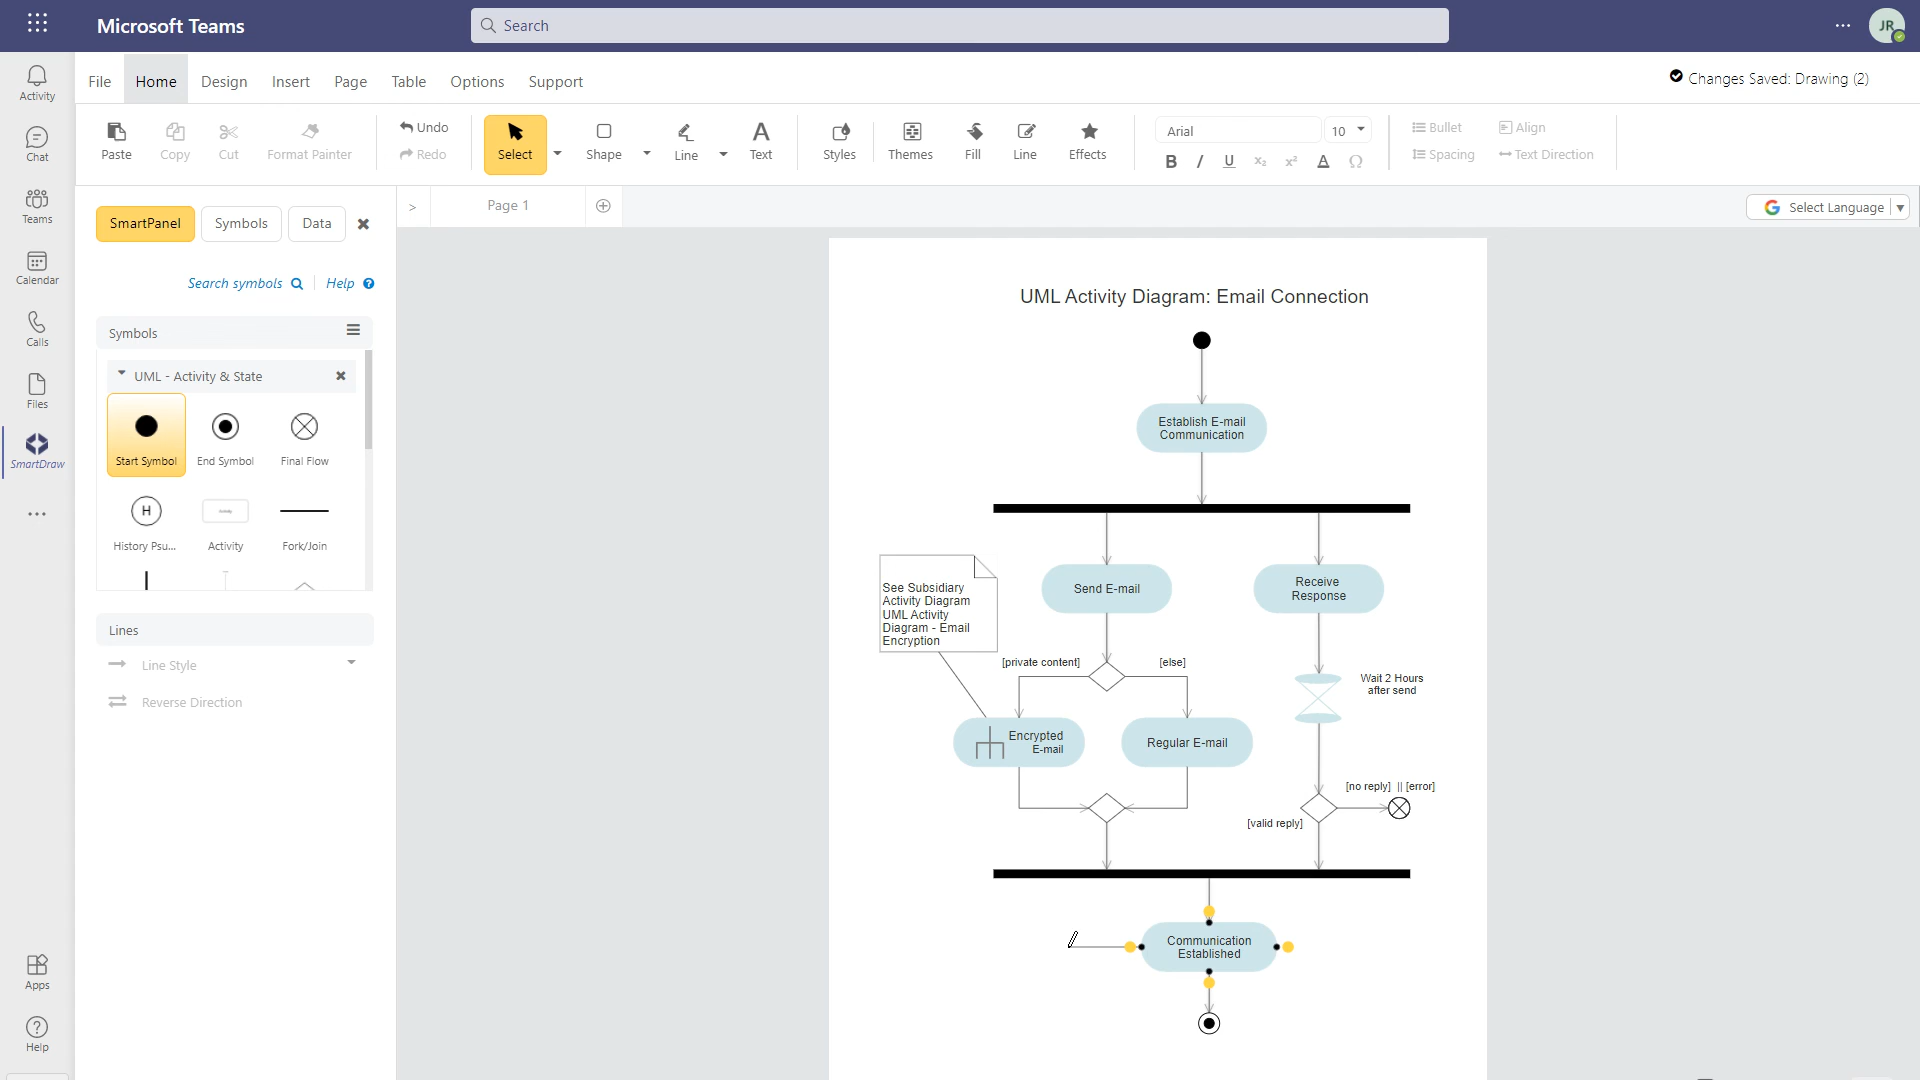 Microsoft Teams
Search
JR
Activity
Chat
Teams
Calendar
Calls
Files
SmartDraw
Apps
Help
File
Home
Design
Insert
Page
Table
Options
Support
Changes Saved: Drawing (2)
Paste
Copy
Cut
Format Painter
Undo
Redo
Select
Shape
Line
Text
Styles
Themes
Fill
Line
Effects
Arial
10
B
I
U
x₂
x²
A
Ω
Bullet
Spacing
Align
Text Direction
SmartPanel
Symbols
Data
> Page 1
Select Language
Search symbols
Help
Symbols
UML - Activity & State
Start Symbol
End Symbol
Final Flow
H
History Psu...
Activity
Fork/Join
Lines
Line Style
Reverse Direction
UML Activity Diagram: Email Connection
Establish E-mail
Communication
See Subsidiary
Activity Diagram
UML Activity
Diagram - Email
Encryption
Send E-mail
Receive
Response
[private content]
[else]
Wait 2 Hours
after send
Encrypted
E-mail
Regular E-mail
[no reply] || [error]
[valid reply]
Communication
Established